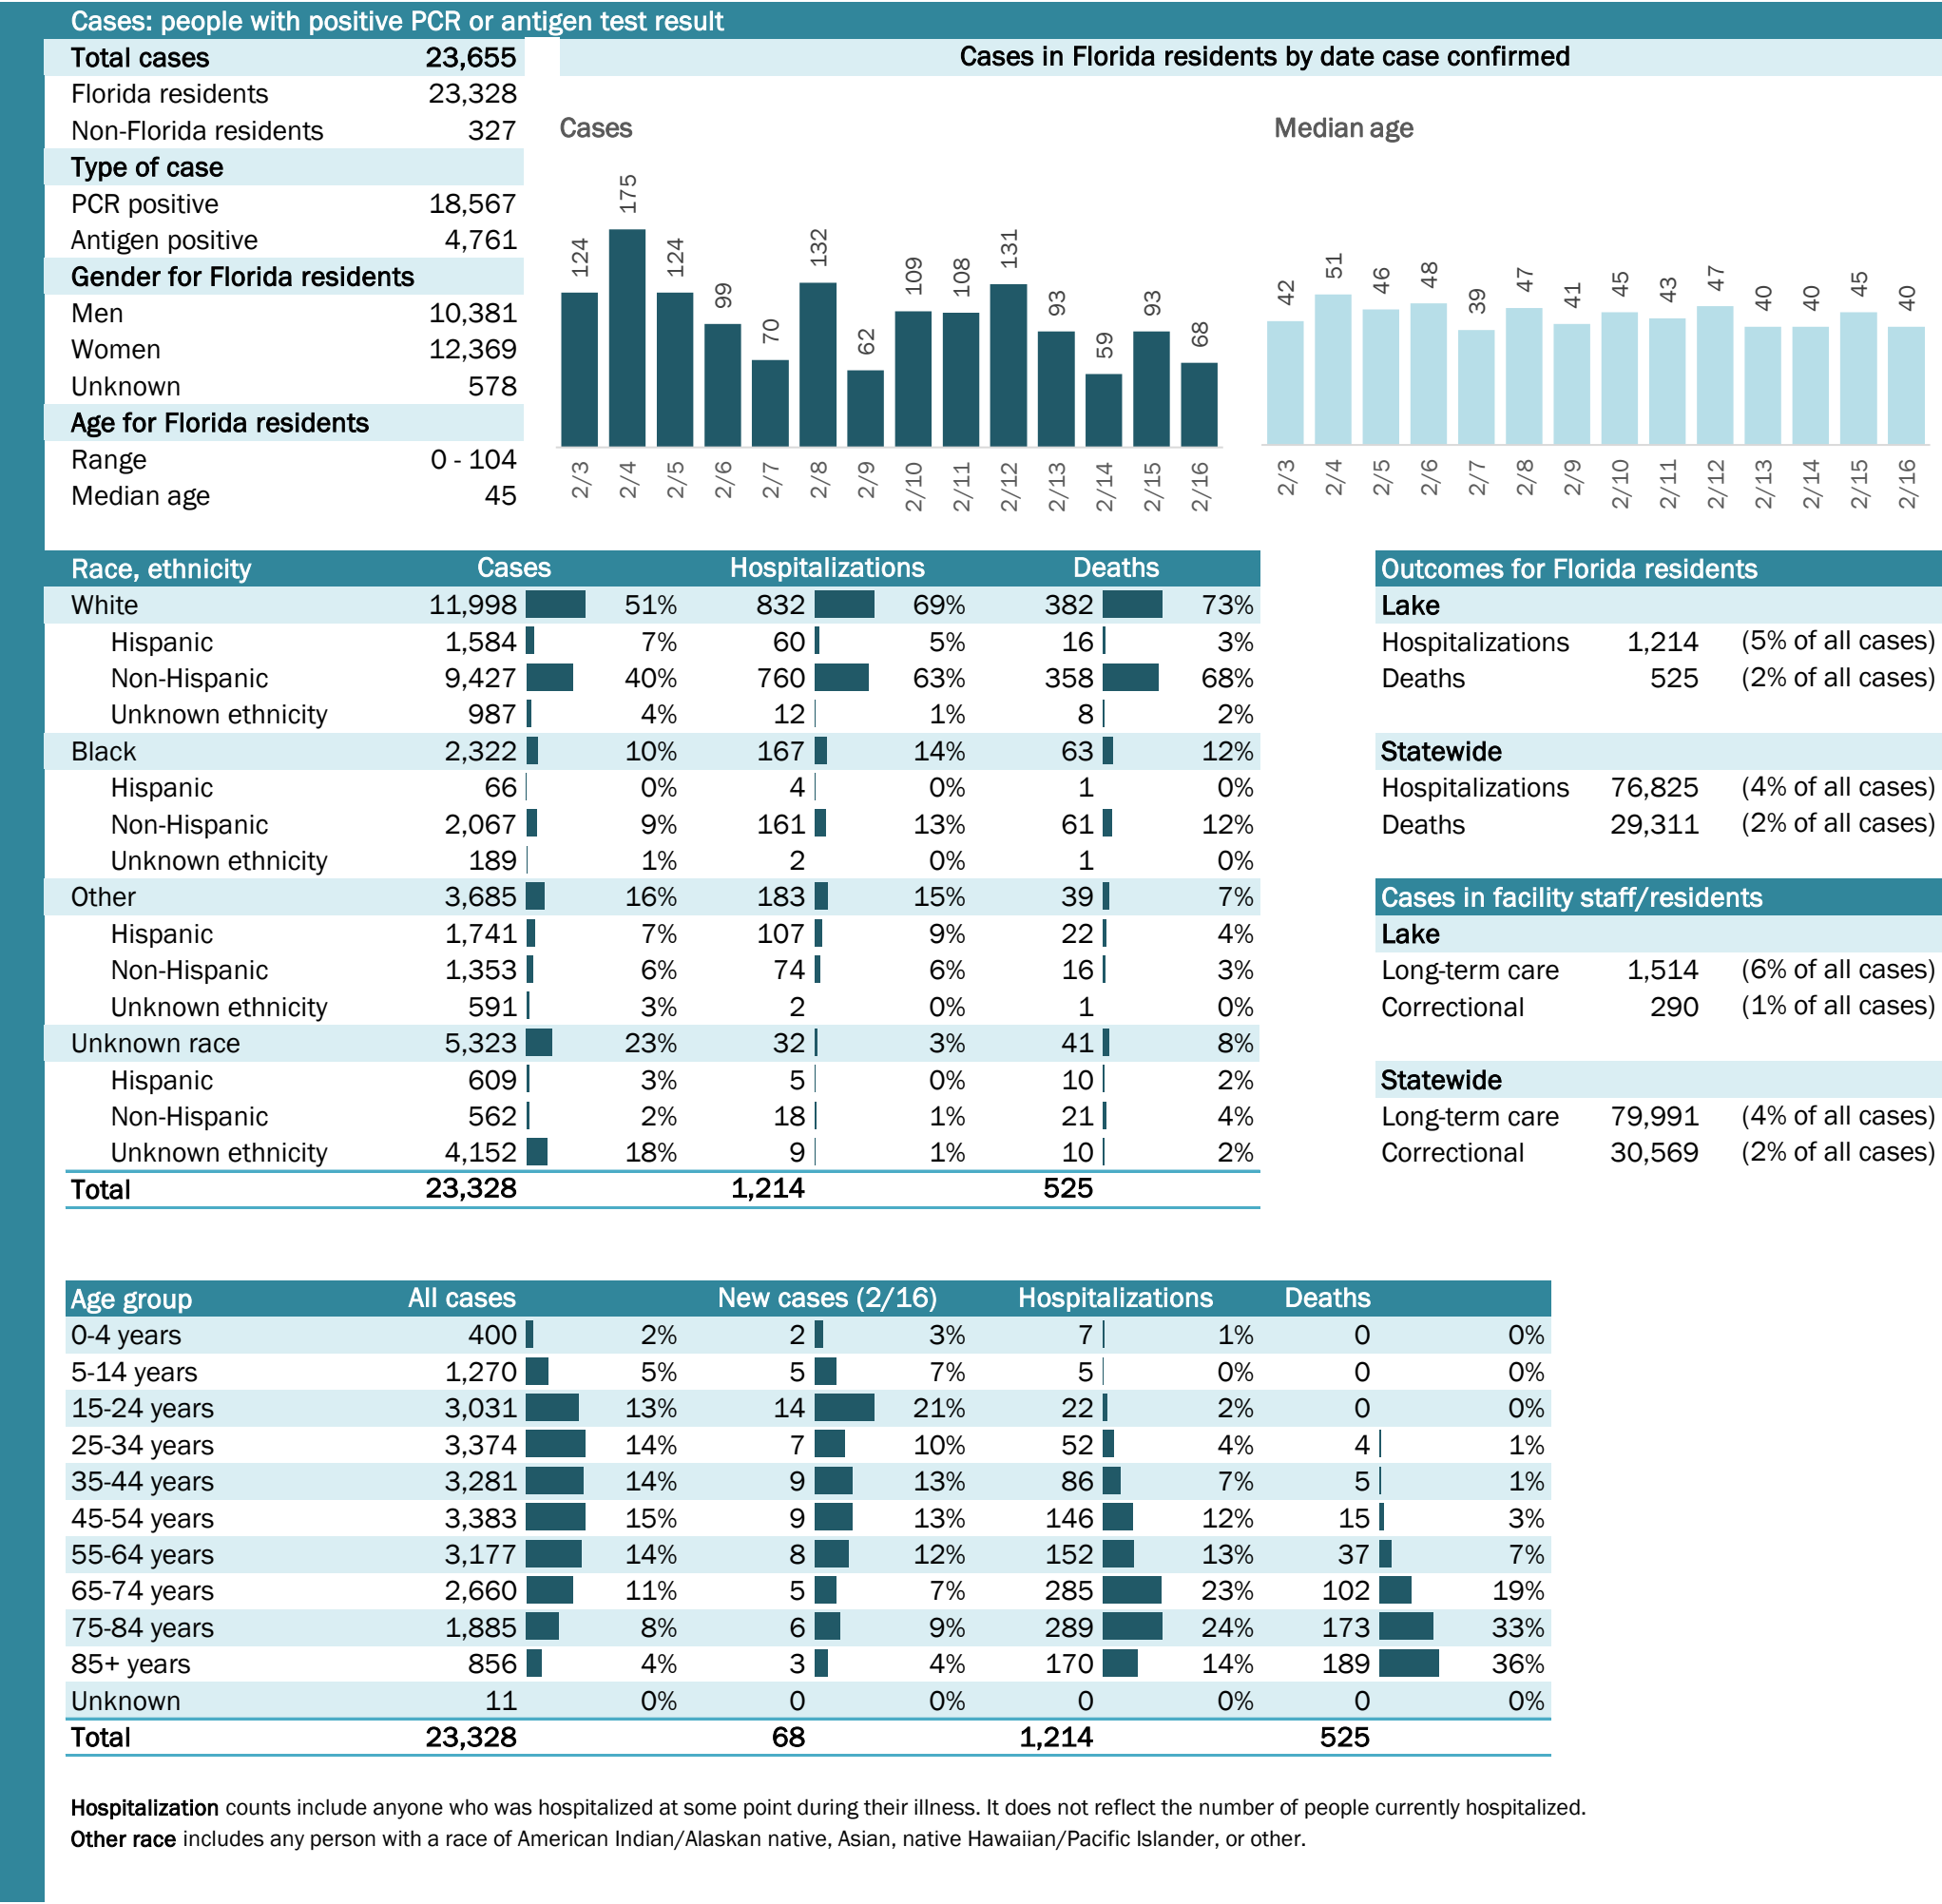 Cases: people with positive PCR or antigen test result
Total cases 23,655
Florida residents 23,328
Non-Florida residents 327
Type of case
PCR positive 18,567
Antigen positive 4,761
Gender for Florida residents
Men 10,381
Women 12,369
Unknown 578
Age for Florida residents
Range 0 - 104
Median age 45
Cases in Florida residents by date case confirmed
Cases
124 175 124 99 70 132 62 109 108 131 93 59 93 68
2/3 2/4 2/5 2/6 2/7 2/8 2/9 2/10 2/11 2/12 2/13 2/14 2/15 2/16
Median age
42 51 46 48 39 47 41 45 43 47 40 40 45 40
2/3 2/4 2/5 2/6 2/7 2/8 2/9 2/10 2/11 2/12 2/13 2/14 2/15 2/16
Race, ethnicity Cases Hospitalizations Deaths
White 11,998 51% 832 69% 382 73%
Hispanic 1,584 7% 60 5% 16 3%
Non-Hispanic 9,427 40% 760 63% 358 68%
Unknown ethnicity 987 4% 12 1% 8 2%
Black 2,322 10% 167 14% 63 12%
Hispanic 66 0% 4 0% 1 0%
Non-Hispanic 2,067 9% 161 13% 61 12%
Unknown ethnicity 189 1% 2 0% 1 0%
Other 3,685 16% 183 15% 39 7%
Hispanic 1,741 7% 107 9% 22 4%
Non-Hispanic 1,353 6% 74 6% 16 3%
Unknown ethnicity 591 3% 2 0% 1 0%
Unknown race 5,323 23% 32 3% 41 8%
Hispanic 609 3% 5 0% 10 2%
Non-Hispanic 562 2% 18 1% 21 4%
Unknown ethnicity 4,152 18% 9 1% 10 2%
Total 23,328 1,214 525
Outcomes for Florida residents
Lake
Hospitalizations 1,214 (5% of all cases)
Deaths 525 (2% of all cases)
Statewide
Hospitalizations 76,825 (4% of all cases)
Deaths 29,311 (2% of all cases)
Cases in facility staff/residents
Lake
Long-term care 1,514 (6% of all cases)
Correctional 290 (1% of all cases)
Statewide
Long-term care 79,991 (4% of all cases)
Correctional 30,569 (2% of all cases)
Age group All cases New cases (2/16) Hospitalizations Deaths
0-4 years 400 2% 2 3% 7 1% 0 0%
5-14 years 1,270 5% 5 7% 5 0% 0 0%
15-24 years 3,031 13% 14 21% 22 2% 0 0%
25-34 years 3,374 14% 7 10% 52 4% 4 1%
35-44 years 3,281 14% 9 13% 86 7% 5 1%
45-54 years 3,383 15% 9 13% 146 12% 15 3%
55-64 years 3,177 14% 8 12% 152 13% 37 7%
65-74 years 2,660 11% 5 7% 285 23% 102 19%
75-84 years 1,885 8% 6 9% 289 24% 173 33%
85+ years 856 4% 3 4% 170 14% 189 36%
Unknown 11 0% 0 0% 0 0% 0 0%
Total 23,328 68 1,214 525
Hospitalization counts include anyone who was hospitalized at some point during their illness. It does not reflect the number of people currently hospitalized.
Other race includes any person with a race of American Indian/Alaskan native, Asian, native Hawaiian/Pacific Islander, or other.